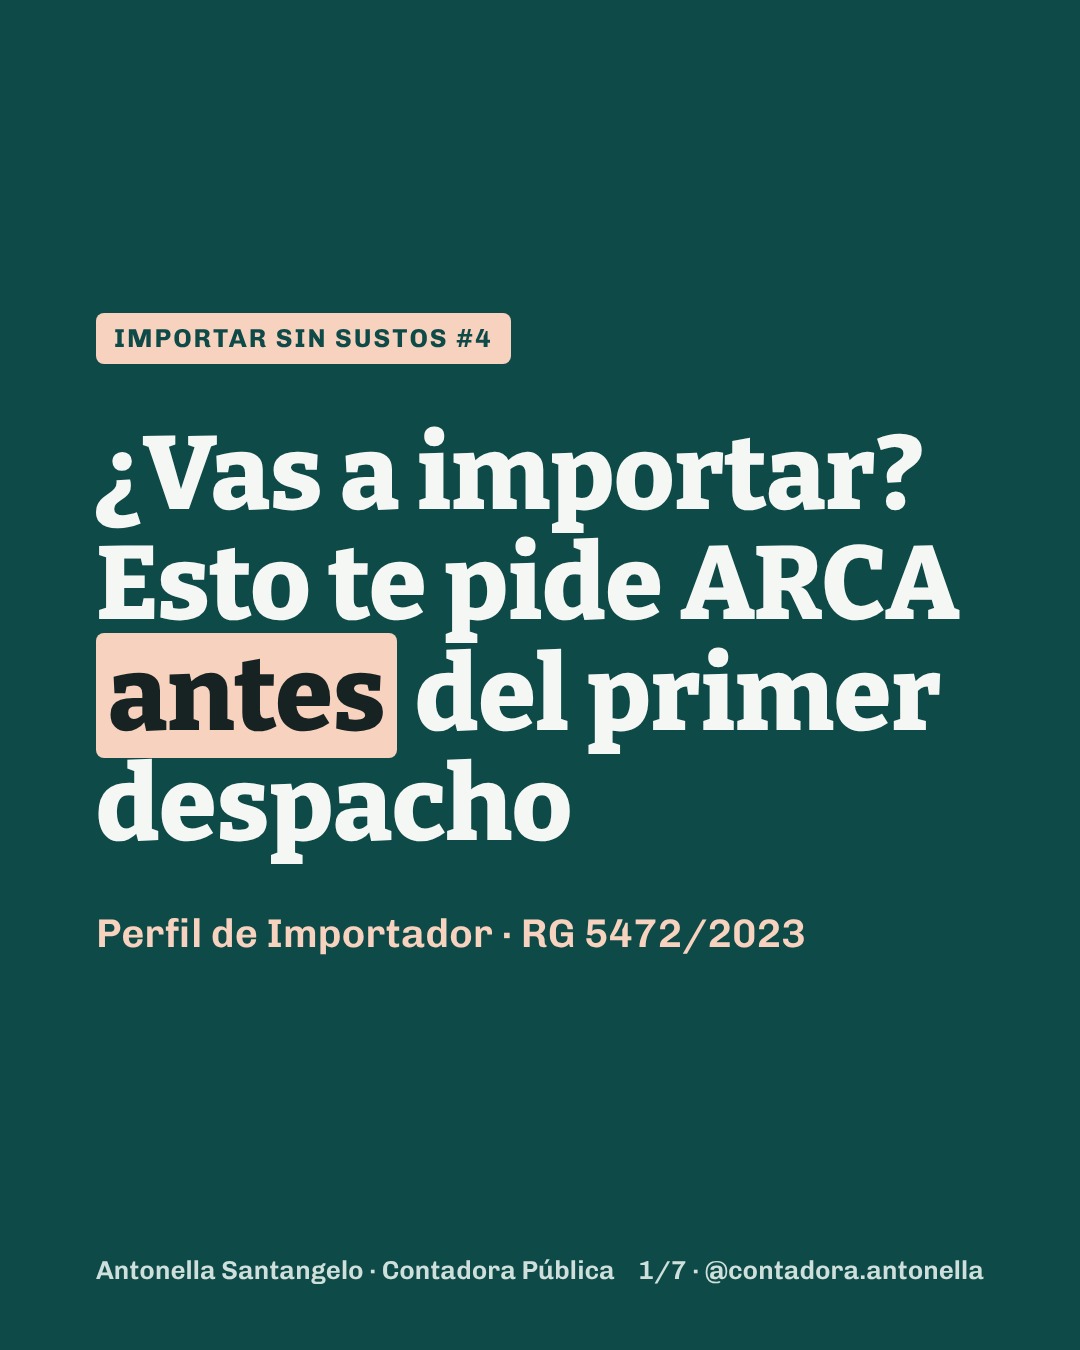 IMPORTAR SIN SUSTOS #4
¿Vas a importar?
Esto te pide ARCA
antes del primer
despacho
Perfil de Importador · RG 5472/2023
Antonella Santangelo · Contadora Pública 1/7 · @contadora.antonella